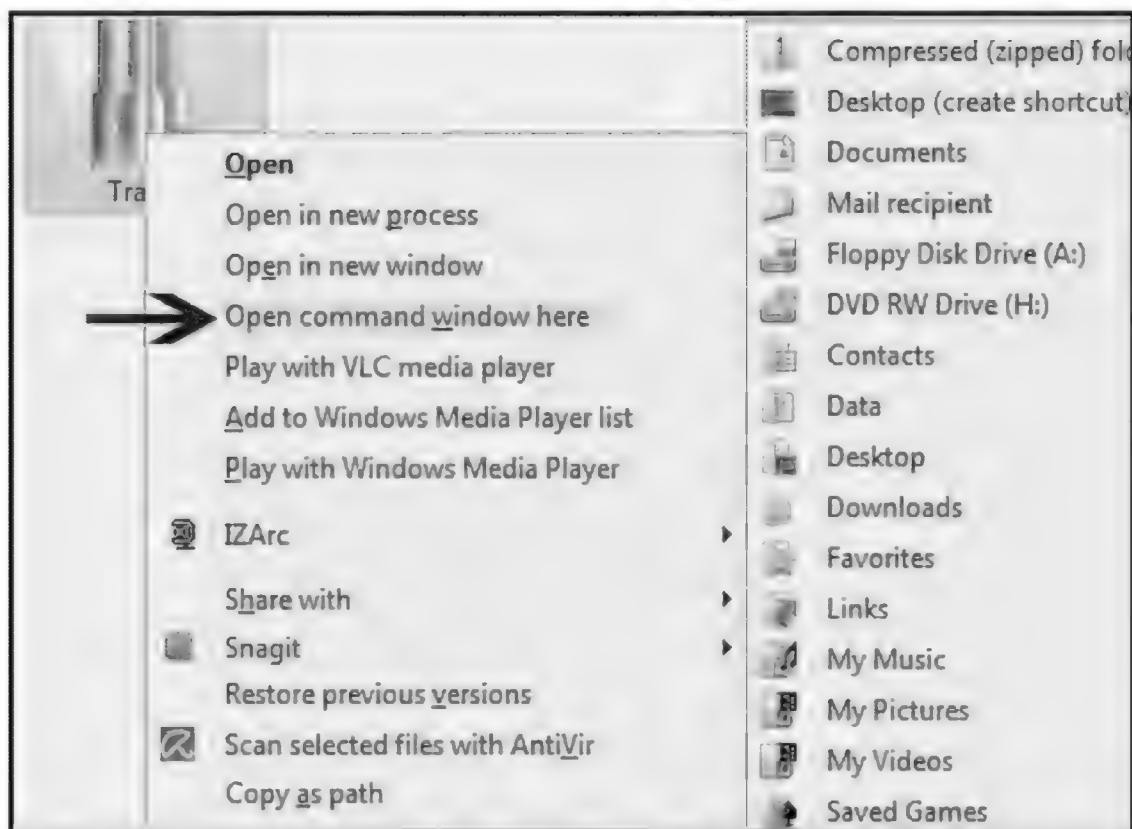 Tra
Open
Open in new process
Open in new window
Open command window here
Play with VLC media player
Add to Windows Media Player list
Play with Windows Media Player
IZArc
Share with
Snagit
Restore previous versions
Scan selected files with AntiVir
Copy as path
Compressed (zipped) fold
Desktop (create shortcut)
Documents
Mail recipient
Floppy Disk Drive (A:)
DVD RW Drive (H:)
Contacts
Data
Desktop
Downloads
Favorites
Links
My Music
My Pictures
My Videos
Saved Games